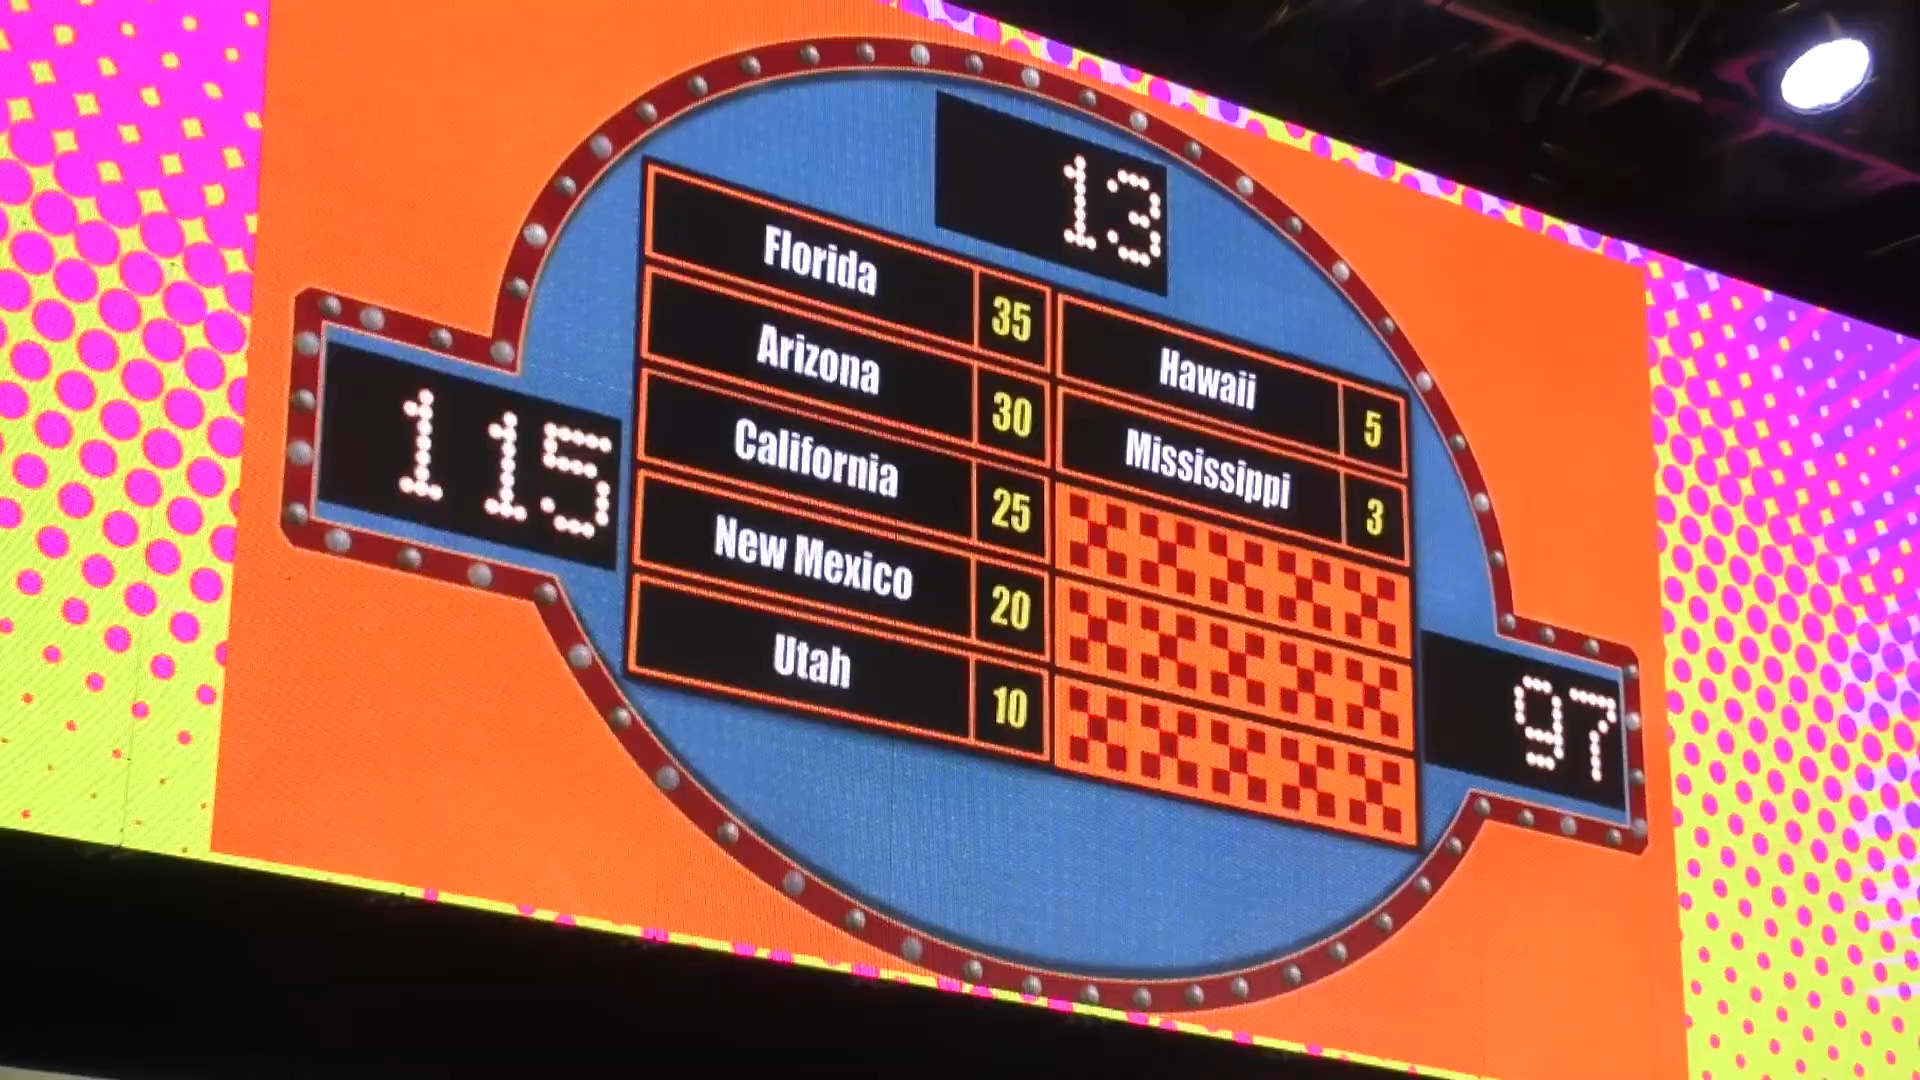 13
Florida 35
Arizona 30
California 25
New Mexico 20
Utah 10
Hawaii 5
Mississippi 3
115
97